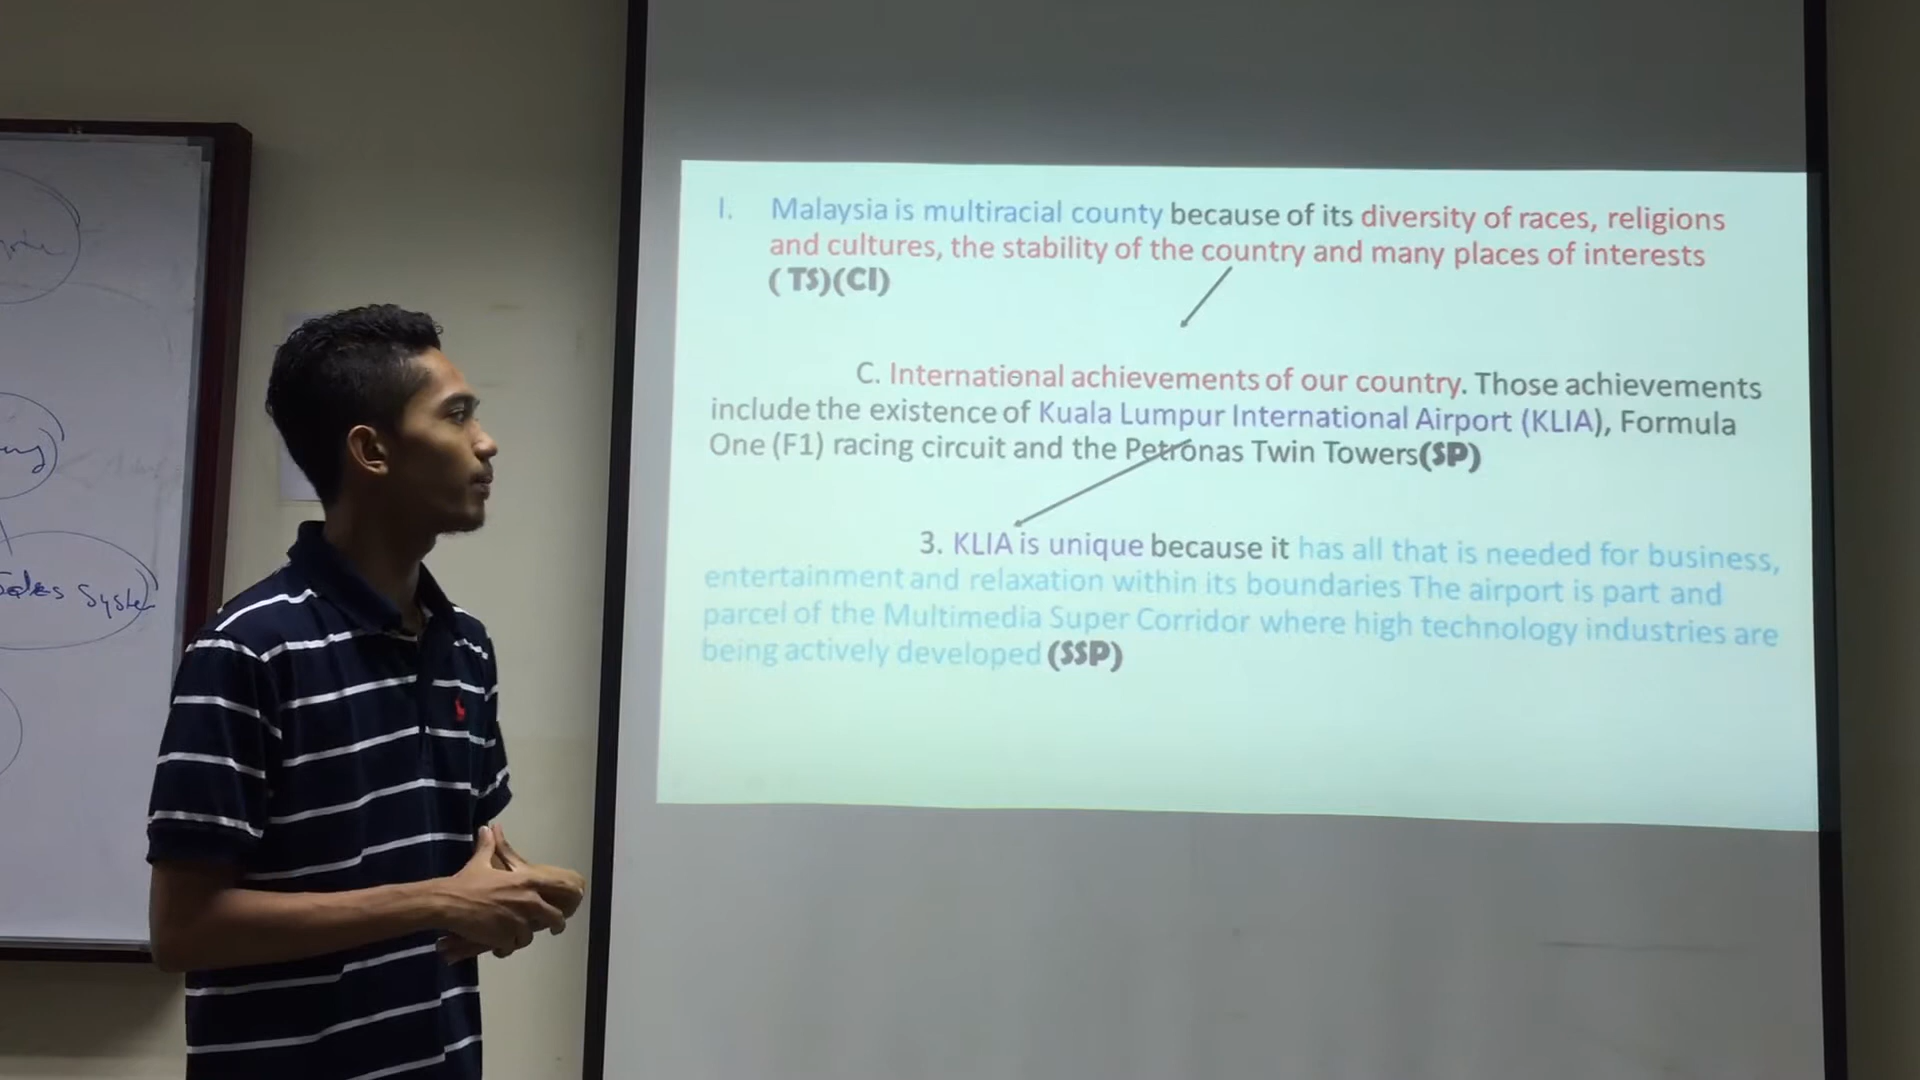 I. Malaysia is multiracial county because of its diversity of races, religions
and cultures, the stability of the country and many places of interests
( TS)(CI)
C. International achievements of our country. Those achievements
include the existence of Kuala Lumpur International Airport (KLIA), Formula
One (F1) racing circuit and the Petronas Twin Towers(SP)
3. KLIA is unique because it has all that is needed for business,
entertainment and relaxation within its boundaries The airport is part and
parcel of the Multimedia Super Corridor where high technology industries are
being actively developed (SSP)
Sales System